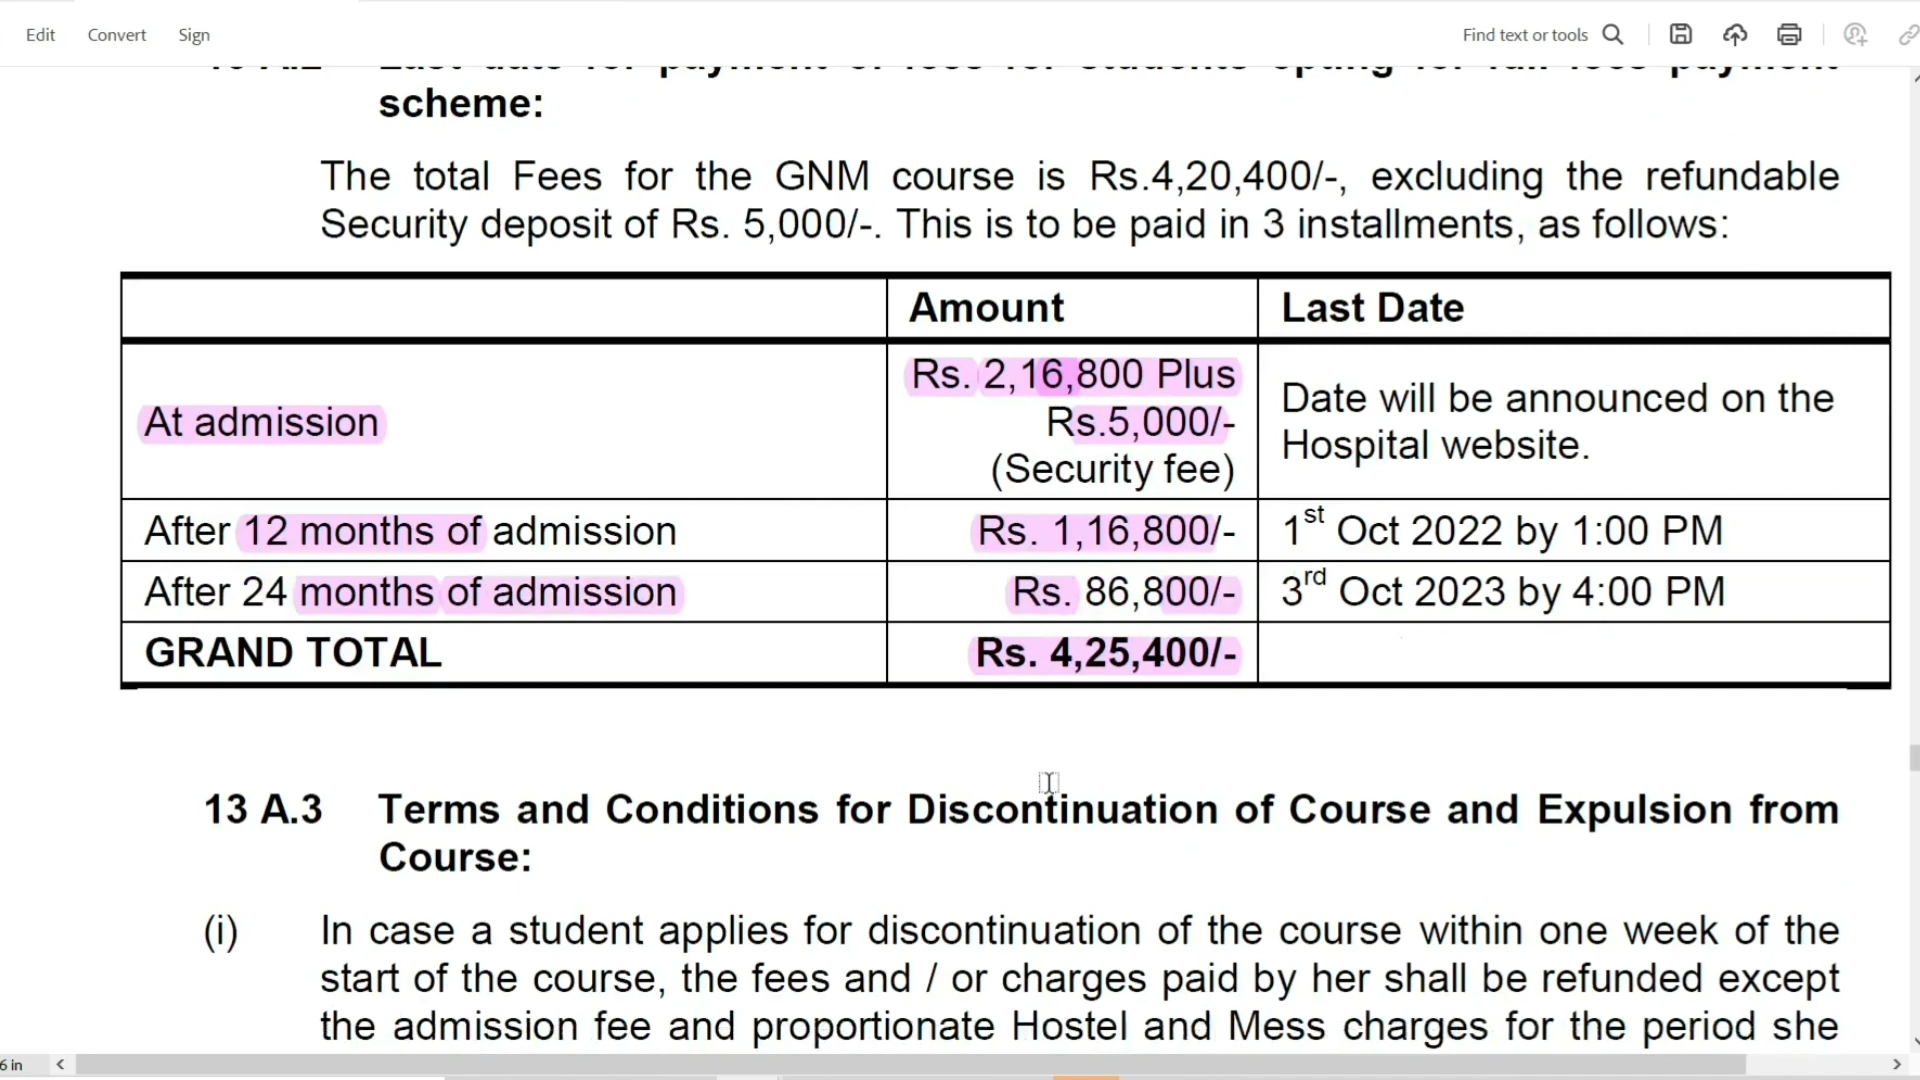 Edit Convert Sign Find text or tools
scheme:
The total Fees for the GNM course is Rs.4,20,400/-, excluding the refundable
Security deposit of Rs. 5,000/-. This is to be paid in 3 installments, as follows:
Amount Last Date
At admission Rs. 2,16,800 Plus Rs.5,000/- (Security fee) Date will be announced on the Hospital website.
After 12 months of admission Rs. 1,16,800/- 1st Oct 2022 by 1:00 PM
After 24 months of admission Rs. 86,800/- 3rd Oct 2023 by 4:00 PM
GRAND TOTAL Rs. 4,25,400/-
13 A.3 Terms and Conditions for Discontinuation of Course and Expulsion from
Course:
(i) In case a student applies for discontinuation of the course within one week of the
start of the course, the fees and / or charges paid by her shall be refunded except
the admission fee and proportionate Hostel and Mess charges for the period she